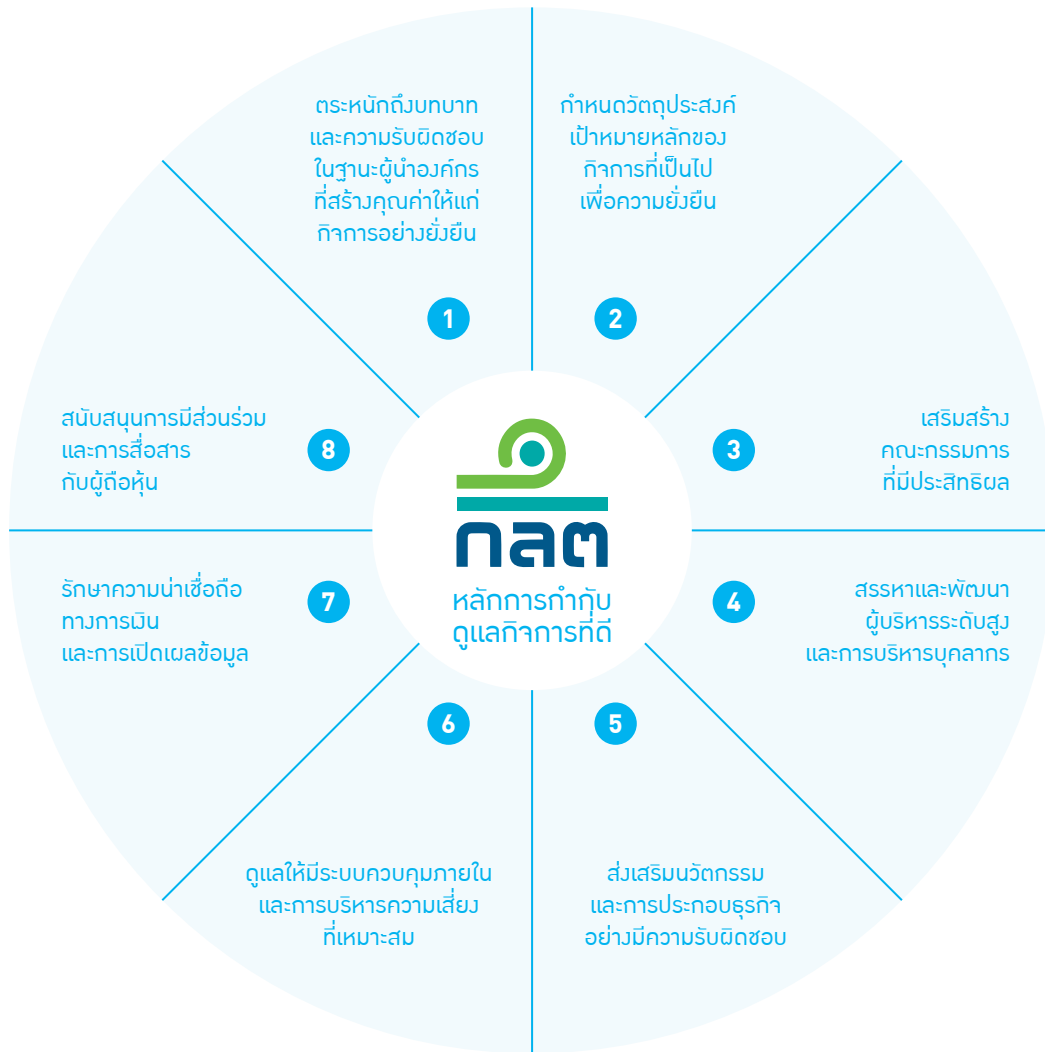 ตระหนักถึงบทบาท
และความรับผิดชอบ
ในฐานะผู้นำองค์กร
ที่สร้างคุณค่าให้แก่
กิจการอย่างยั่งยืน
1
กำหนดวัตถุประสงค์
เป้าหมายหลักของ
กิจการที่เป็นไป
เพื่อความยั่งยืน
2
เสริมสร้าง
คณะกรรมการ
ที่มีประสิทธิผล
3
สรรหาและพัฒนา
ผู้บริหารระดับสูง
และการบริหารบุคลากร
4
ส่งเสริมนวัตกรรม
และการประกอบธุรกิจ
อย่างมีความรับผิดชอบ
5
ดูแลให้มีระบบควบคุมภายใน
และการบริหารความเสี่ยง
ที่เหมาะสม
6
รักษาความน่าเชื่อถือ
ทางการเงิน
และการเปิดเผยข้อมูล
7
สนับสนุนการมีส่วนร่วม
และการสื่อสาร
กับผู้ถือหุ้น
8
กลต
หลักการกำกับ
ดูแลกิจการที่ดี